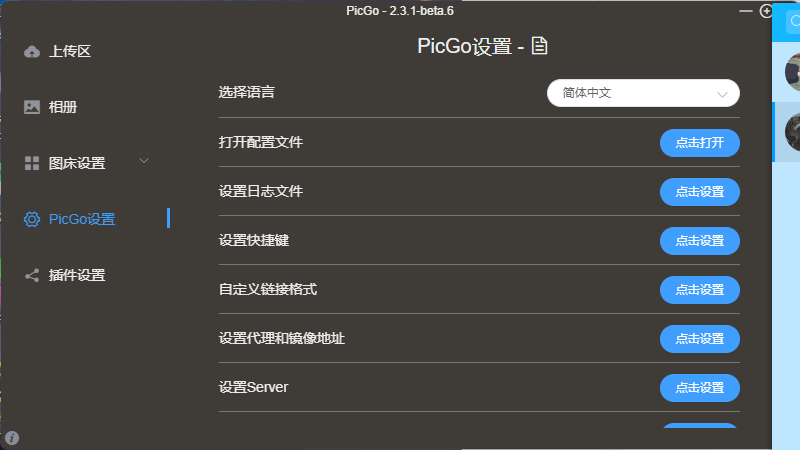 PicGo - 2.3.1-beta.6
上传区
相册
图床设置
PicGo设置
插件设置
PicGo设置 -
选择语言
简体中文
打开配置文件
点击打开
设置日志文件
点击设置
设置快捷键
点击设置
自定义链接格式
点击设置
设置代理和镜像地址
点击设置
设置Server
点击设置